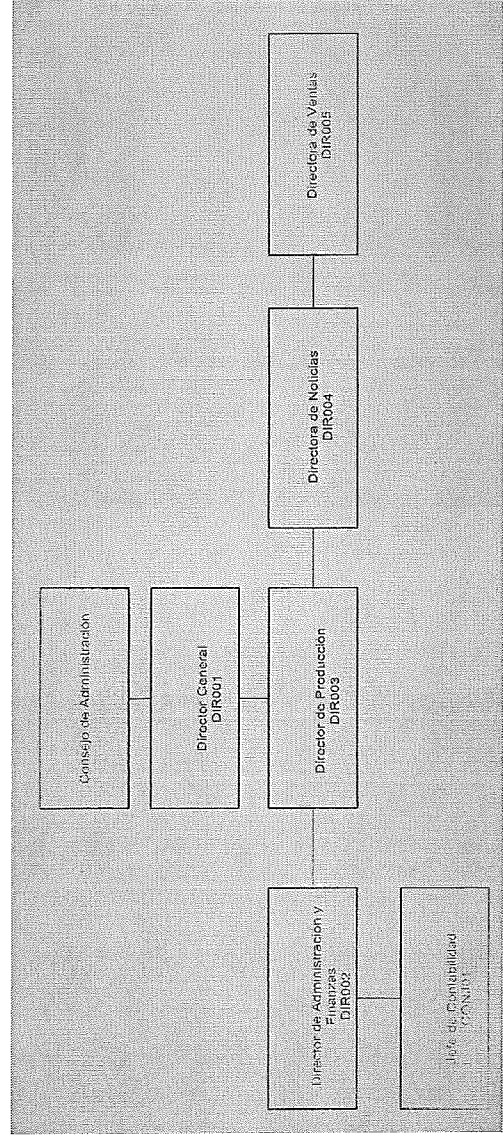 Consejo de Administración
Director General
DIR001
Director de Administración y
Finanzas
DIR002
Director de Producción
DIR003
Directora de Noticias
DIR004
Directora de Ventas
DIR005
Jefe de Contabilidad